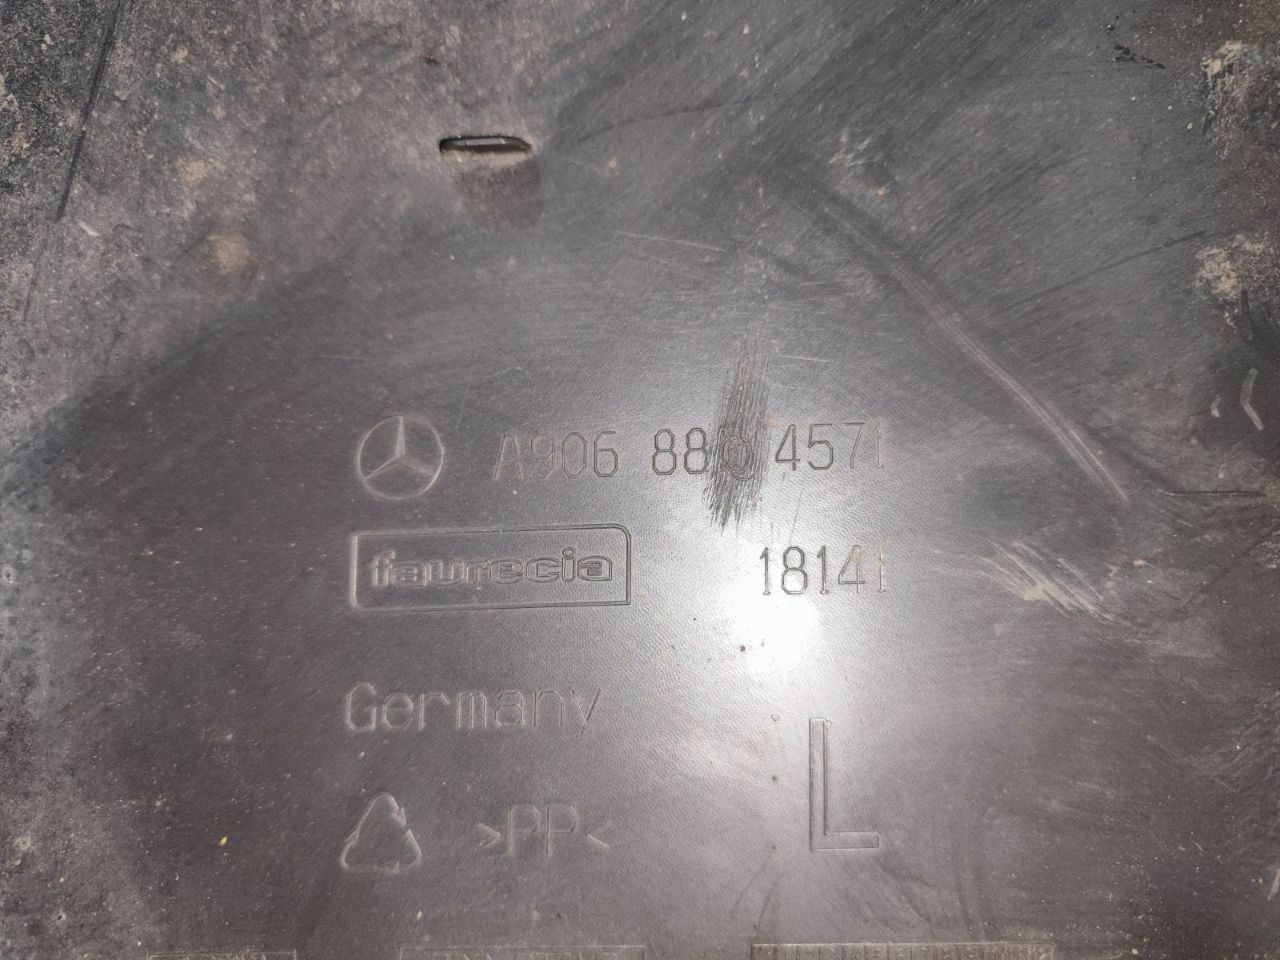 A906 880 4571
faurecia 18141
Germany
L
>PP<